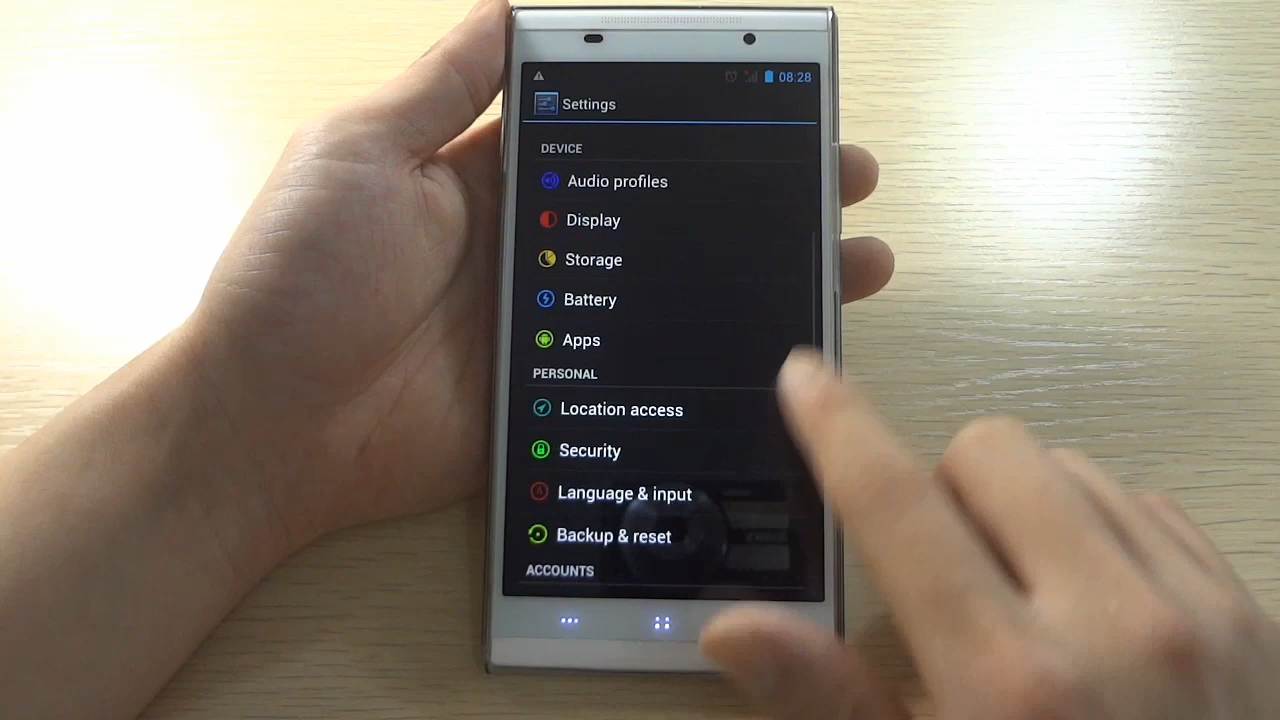 08:28
Settings
DEVICE
Audio profiles
Display
Storage
Battery
Apps
PERSONAL
Location access
Security
Language & input
Backup & reset
ACCOUNTS